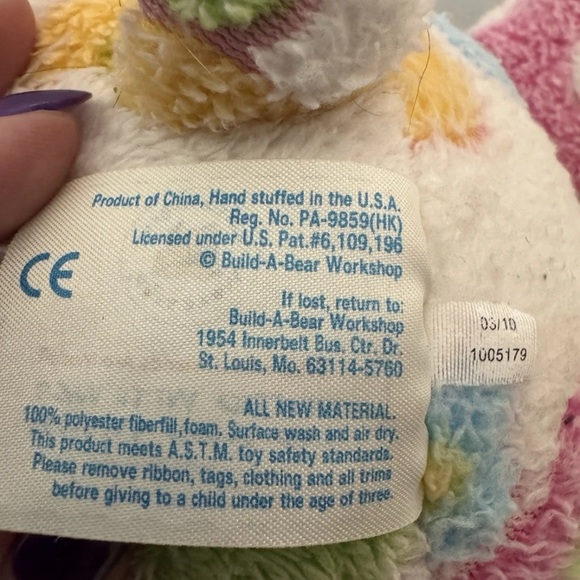 Product of China, Hand stuffed in the U.S.A.
Reg. No. PA-9859(HK)
Licensed under U.S. Pat.#6,109,196
© Build-A-Bear Workshop
CE
If lost, return to:
Build-A-Bear Workshop
1954 Innerbelt Bus. Ctr. Dr.
St. Louis, Mo. 63114-5760
ALL NEW MATERIAL.
100% polyester fiberfill,foam. Surface wash and air dry.
This product meets A.S.T.M. toy safety standards.
Please remove ribbon, tags, clothing and all trims
before giving to a child under the age of three.
03/10
1005179